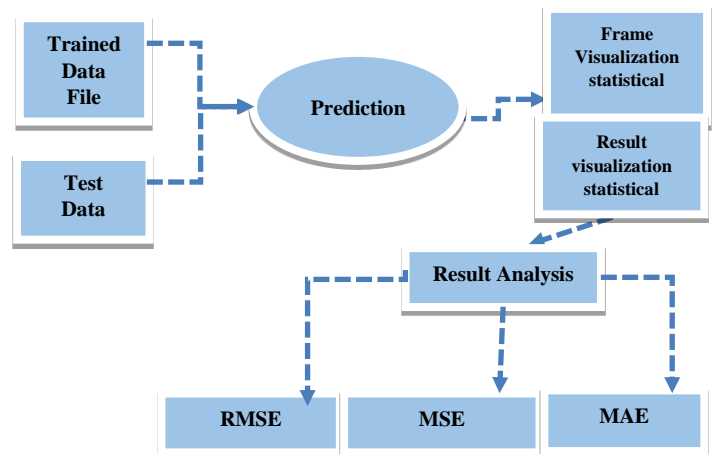 Trained
Data
File
Test
Data
Prediction
Frame
Visualization
statistical
Result
visualization
statistical
Result Analysis
RMSE
MSE
MAE